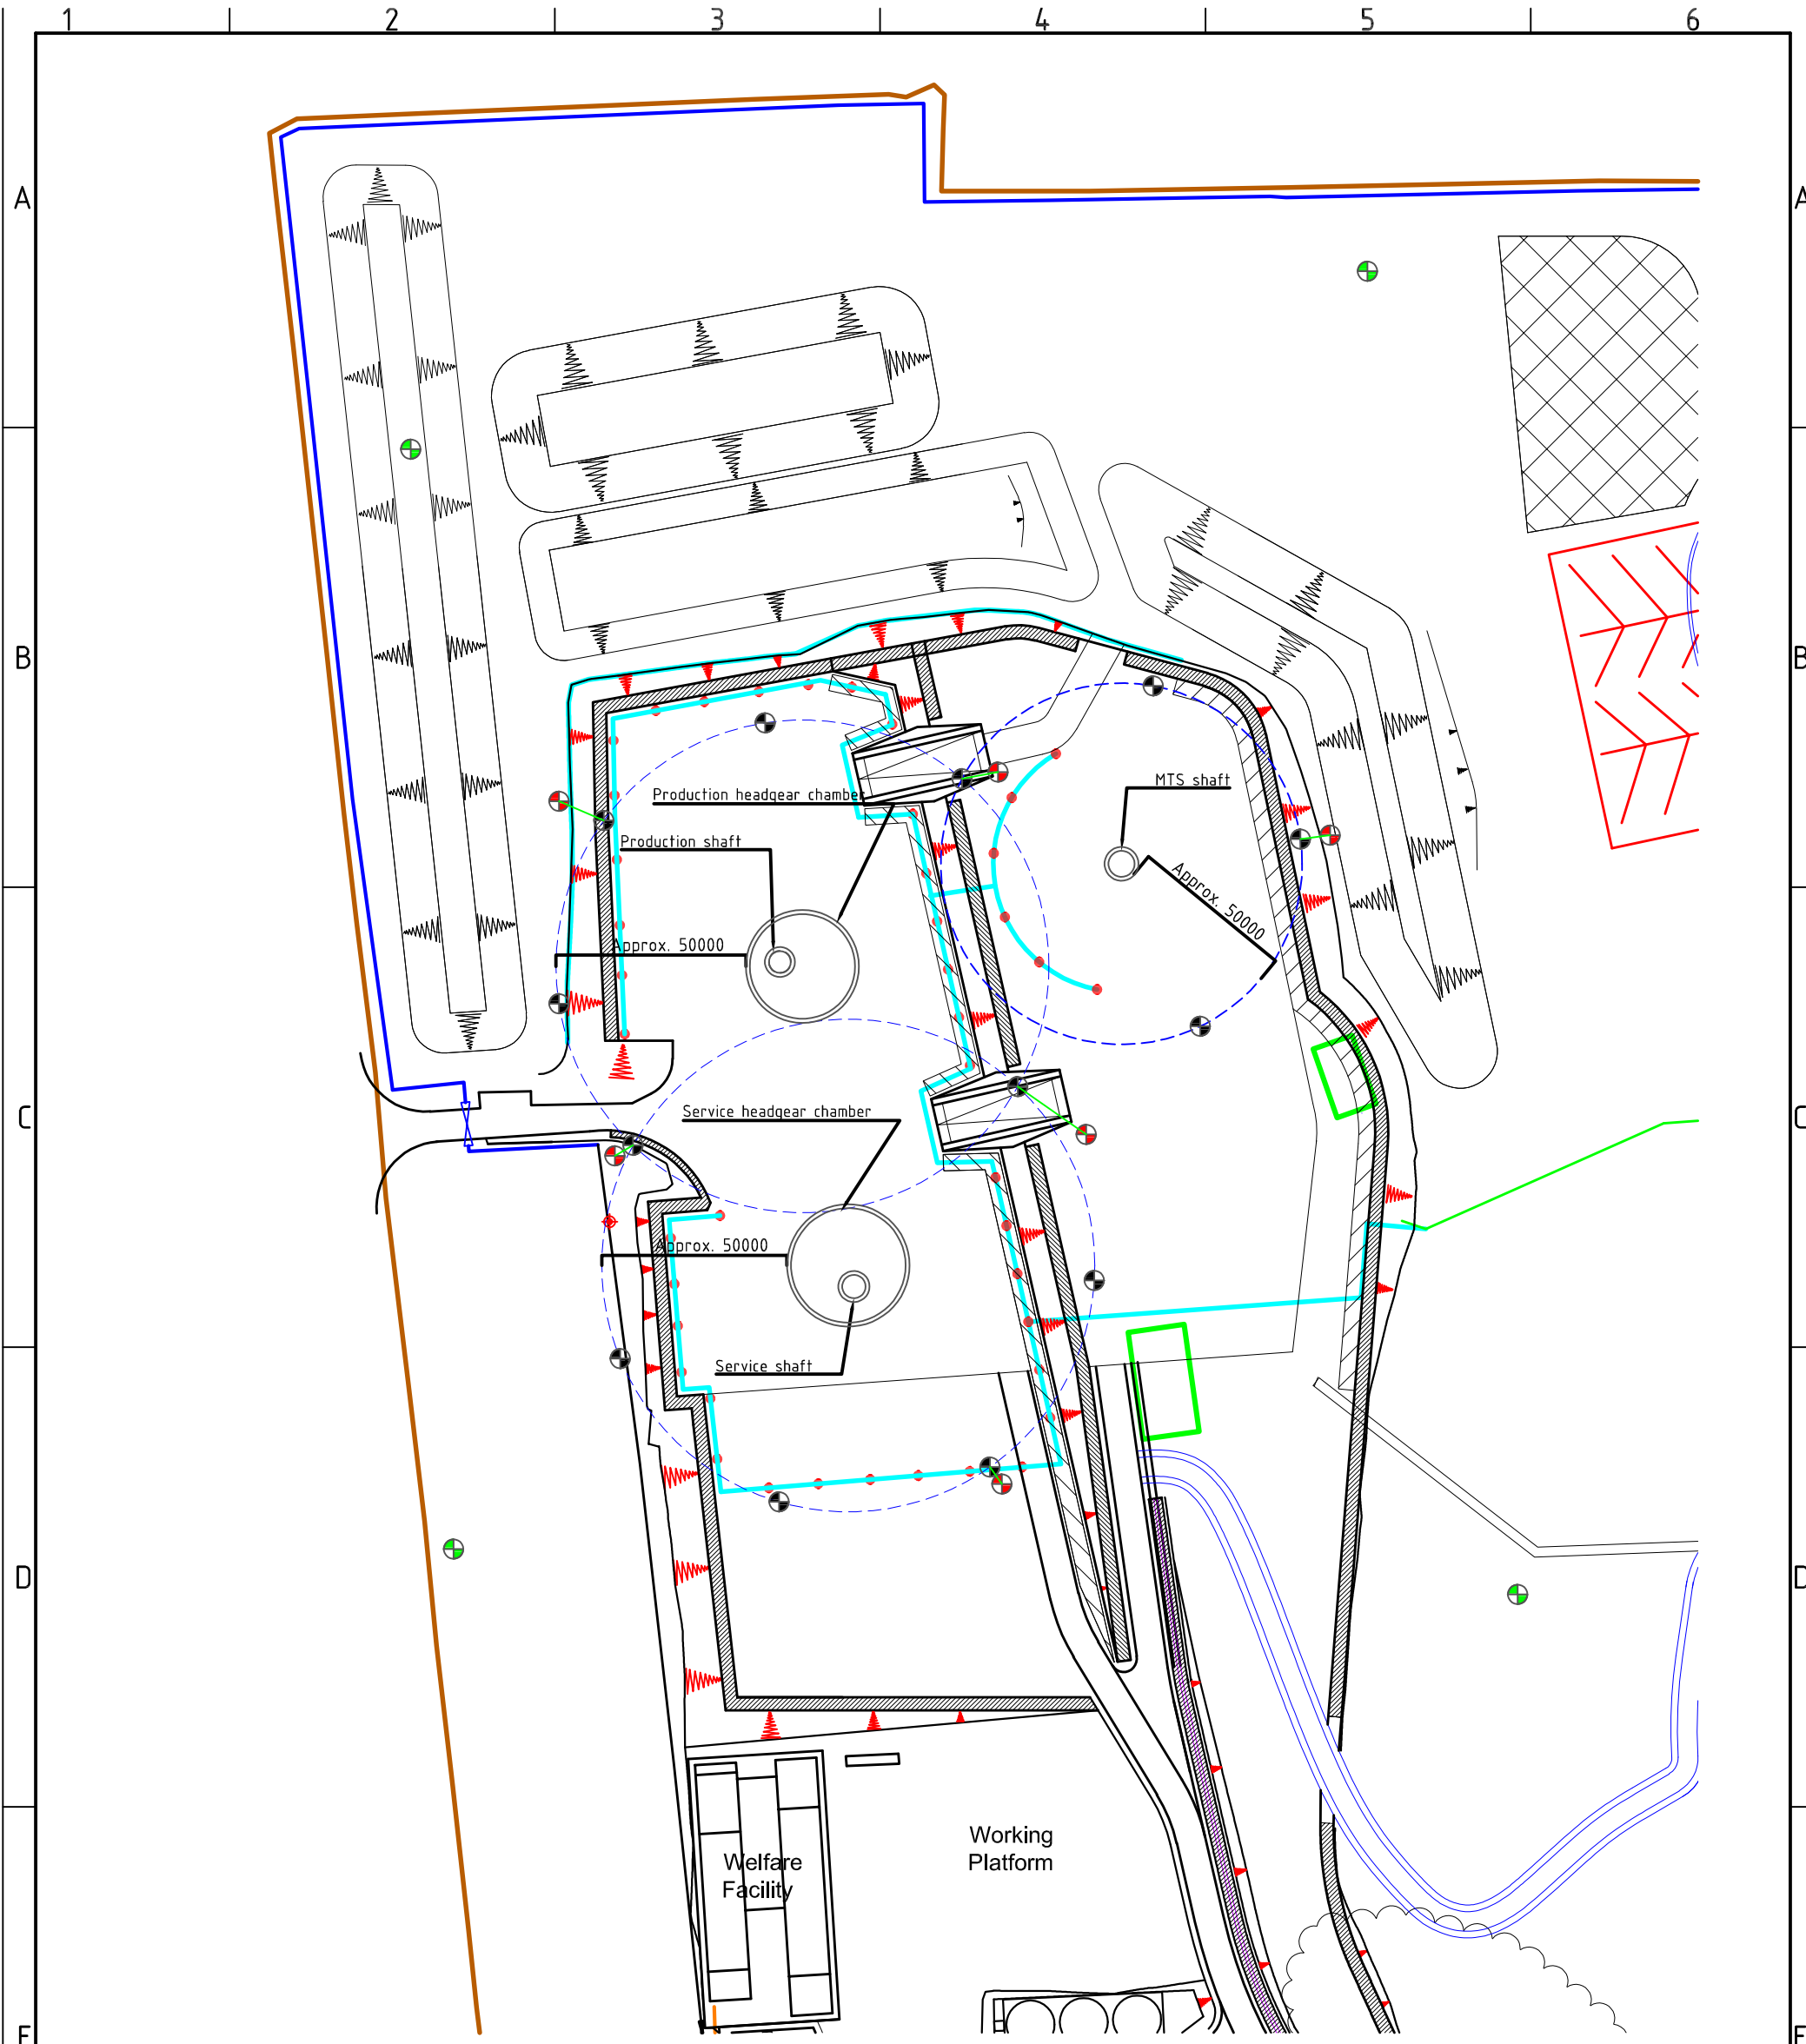 1 2 3 4 5 6
A A
MTS shaft
Production headgear chamber
Production shaft
Approx. 50000
Approx. 50000
B B
Service headgear chamber
C C
Approx. 50000
Service shaft
D D
Working
Platform
Welfare
Facility